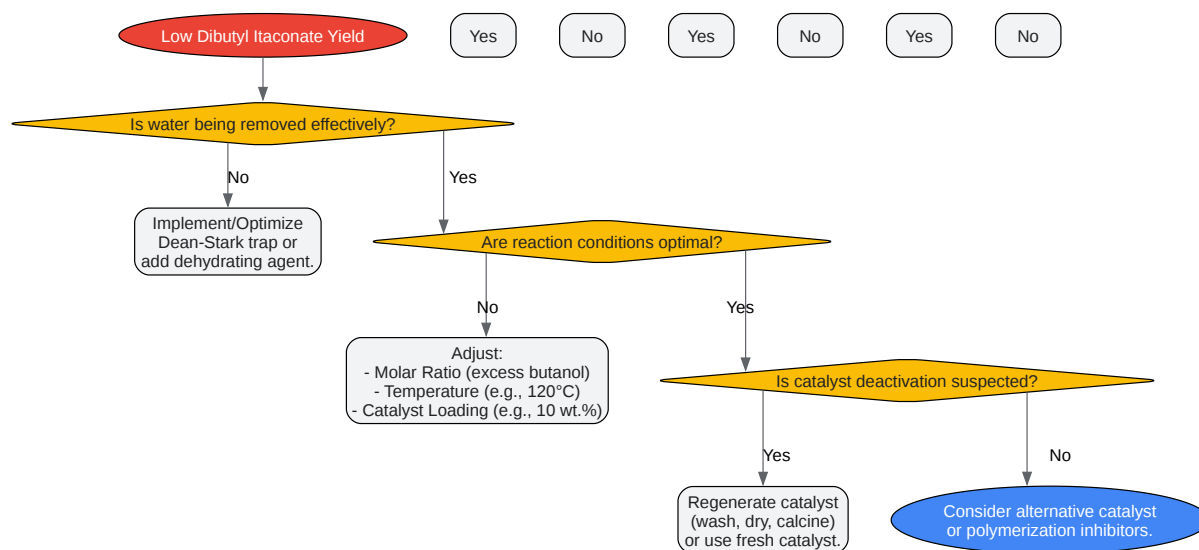 Low Dibutyl Itaconate Yield
Yes
No
Yes
No
Yes
No
Is water being removed effectively?
No
Yes
Implement/Optimize
Dean-Stark trap or
add dehydrating agent.
Are reaction conditions optimal?
No
Yes
Adjust:
- Molar Ratio (excess butanol)
- Temperature (e.g., 120°C)
- Catalyst Loading (e.g., 10 wt.%)
Is catalyst deactivation suspected?
Yes
No
Regenerate catalyst
(wash, dry, calcine)
or use fresh catalyst.
Consider alternative catalyst
or polymerization inhibitors.